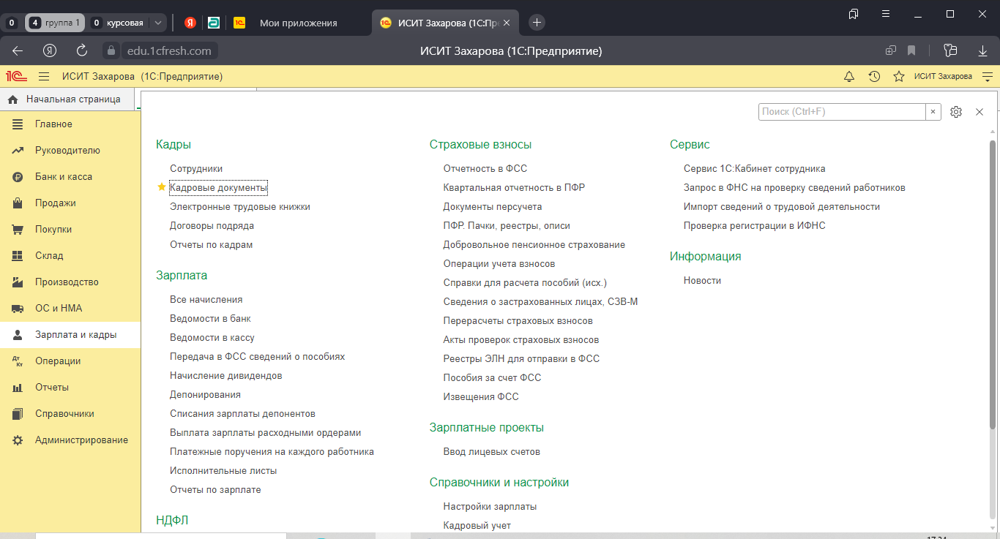 0
4 группа 1
0 курсовая
Мои приложения
ИСИТ Захарова (1С:Пре
edu.1cfresh.com
ИСИТ Захарова (1С:Предприятие)
ИСИТ Захарова (1С:Предприятие)
ИСИТ Захарова
Начальная страница
Поиск (Ctrl+F)
Главное
Руководителю
Банк и касса
Продажи
Покупки
Склад
Производство
ОС и НМА
Зарплата и кадры
Операции
Отчеты
Справочники
Администрирование
Кадры
Сотрудники
Кадровые документы
Электронные трудовые книжки
Договоры подряда
Отчеты по кадрам
Зарплата
Все начисления
Ведомости в банк
Ведомости в кассу
Передача в ФСС сведений о пособиях
Начисление дивидендов
Депонирования
Списания зарплаты депонентов
Выплата зарплаты расходными ордерами
Платежные поручения на каждого работника
Исполнительные листы
Отчеты по зарплате
НДФЛ
Страховые взносы
Отчетность в ФСС
Квартальная отчетность в ПФР
Документы персучета
ПФР. Пачки, реестры, описи
Добровольное пенсионное страхование
Операции учета взносов
Справки для расчета пособий (исх.)
Сведения о застрахованных лицах, СЗВ-М
Перерасчеты страховых взносов
Акты проверок страховых взносов
Реестры ЭЛН для отправки в ФСС
Пособия за счет ФСС
Извещения ФСС
Зарплатные проекты
Ввод лицевых счетов
Справочники и настройки
Настройки зарплаты
Кадровый учет
Сервис
Сервис 1С:Кабинет сотрудника
Запрос в ФНС на проверку сведений работников
Импорт сведений о трудовой деятельности
Проверка регистрации в ИФНС
Информация
Новости